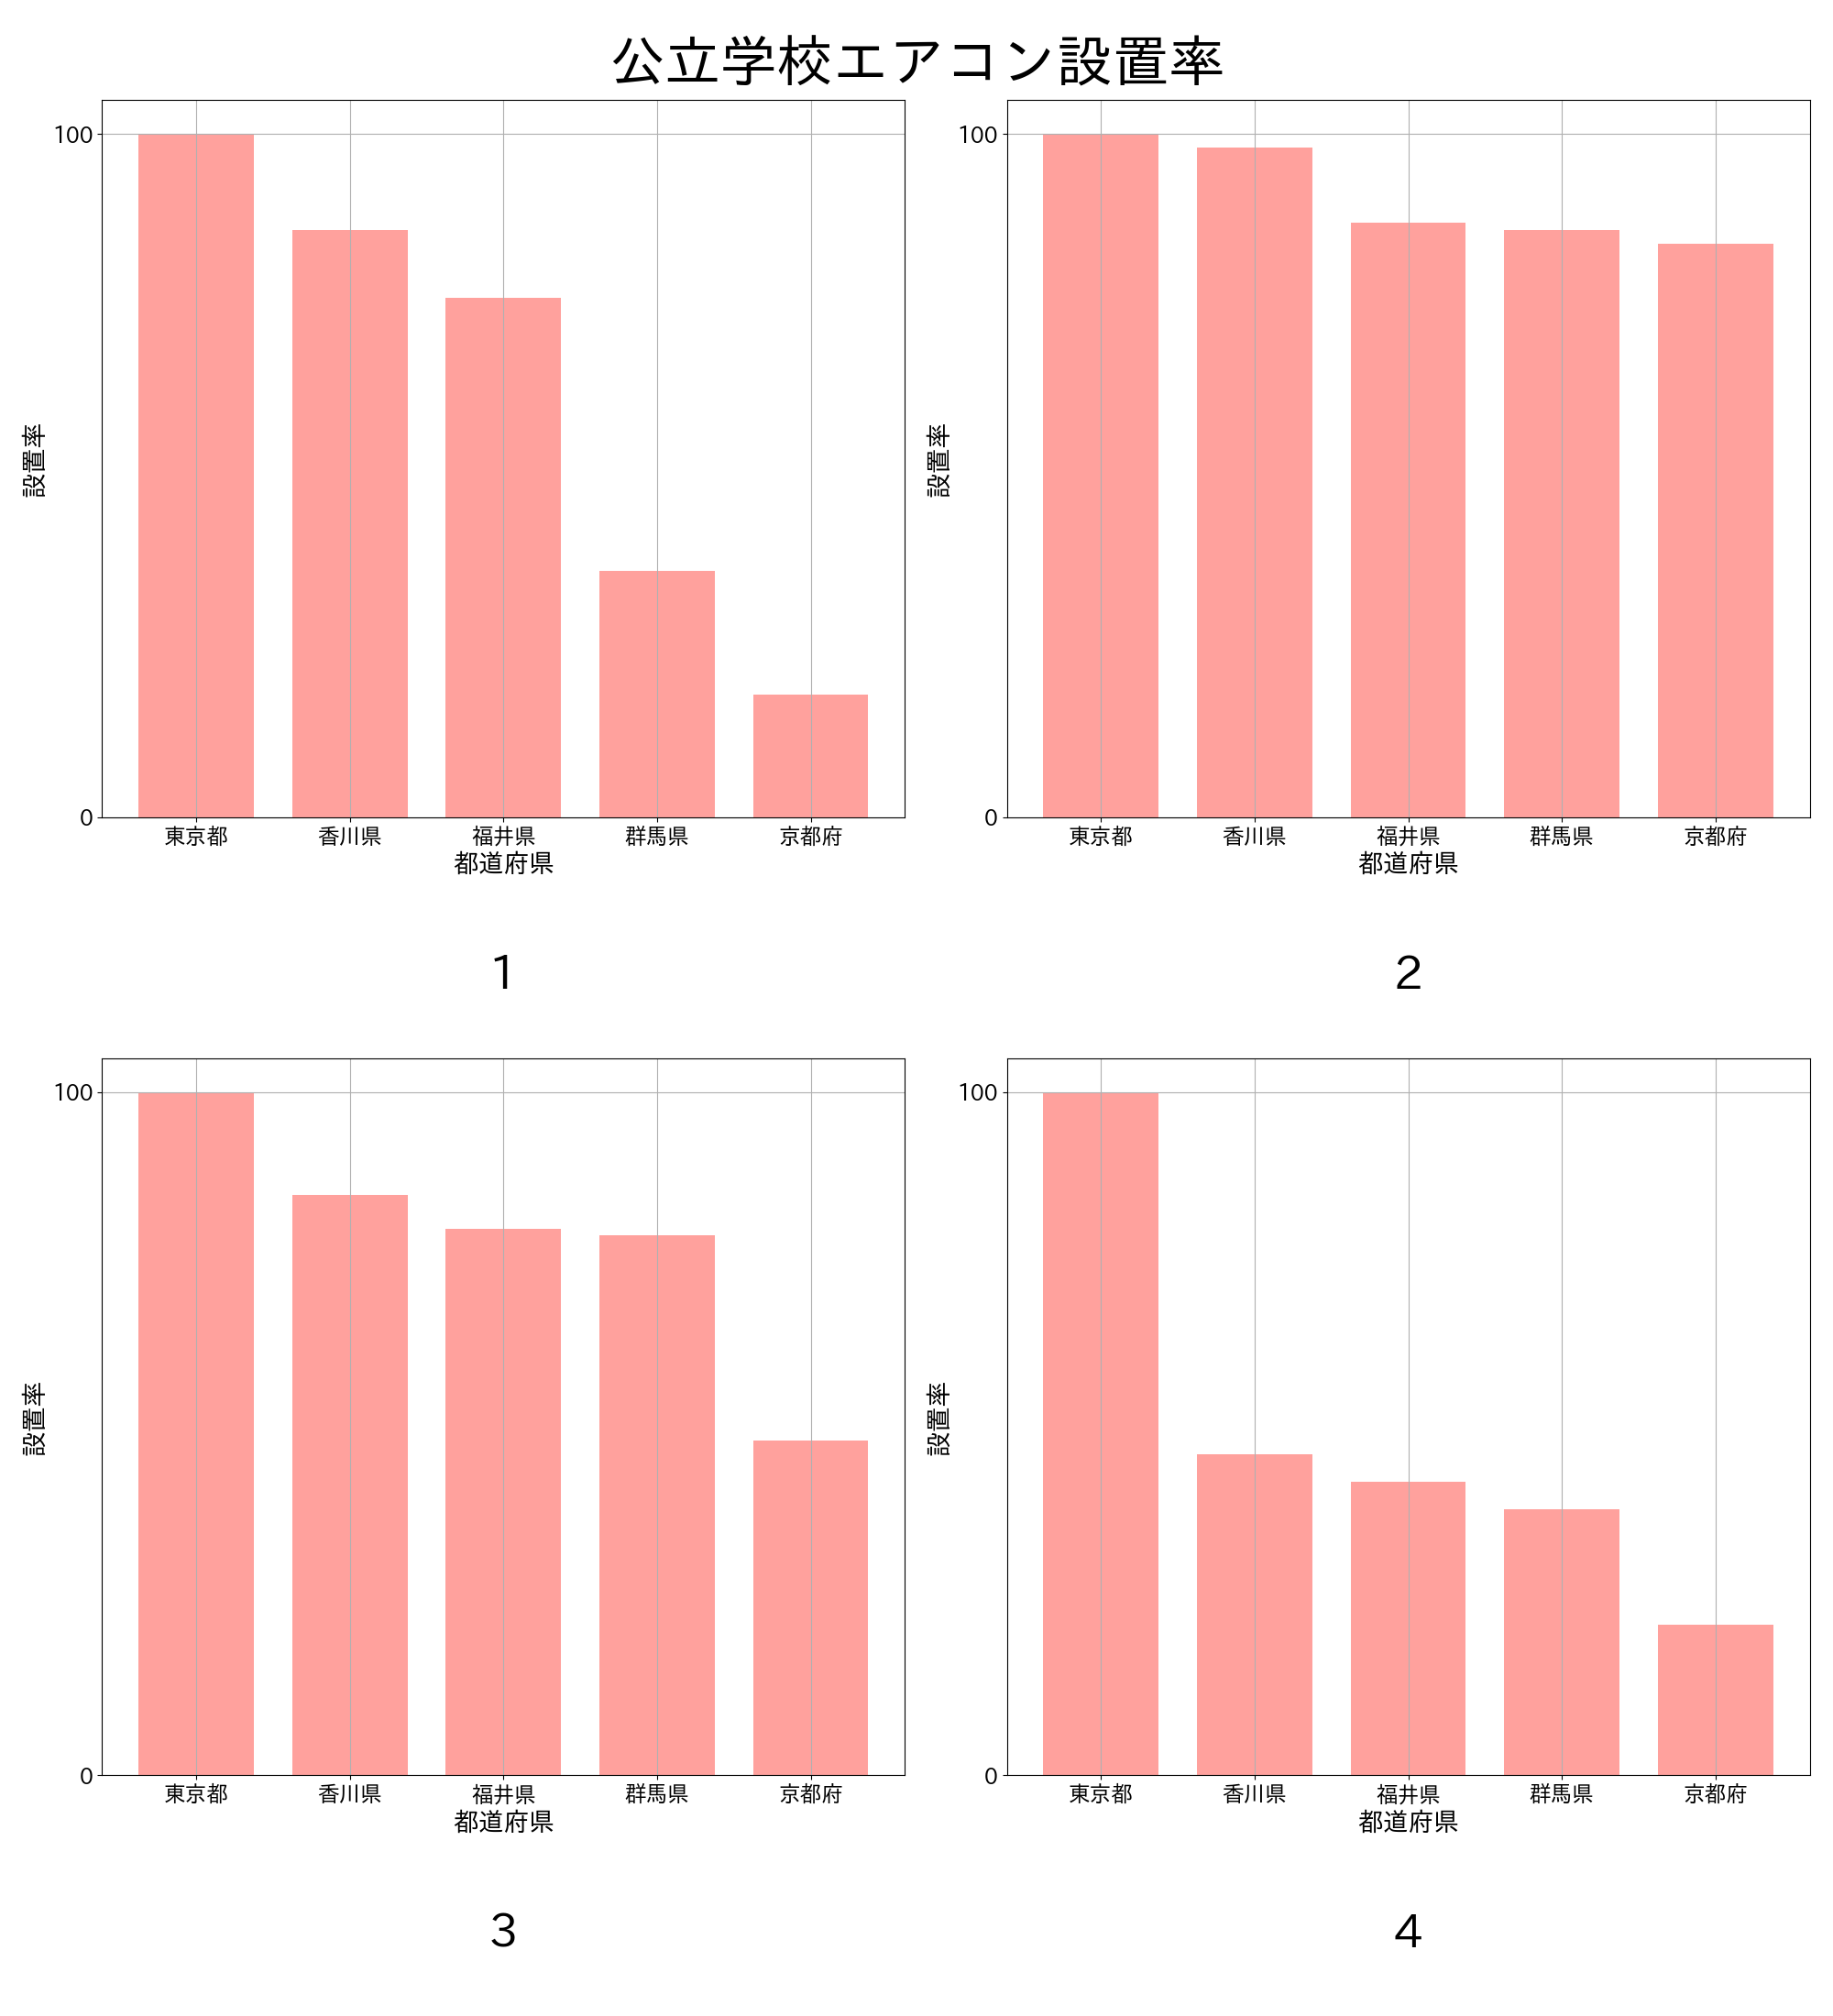 公立学校エアコン設置率
100
0
設置率
東京都 香川県 福井県 群馬県 京都府
都道府県
1
100
0
設置率
東京都 香川県 福井県 群馬県 京都府
都道府県
2
100
0
設置率
東京都 香川県 福井県 群馬県 京都府
都道府県
3
100
0
設置率
東京都 香川県 福井県 群馬県 京都府
都道府県
4